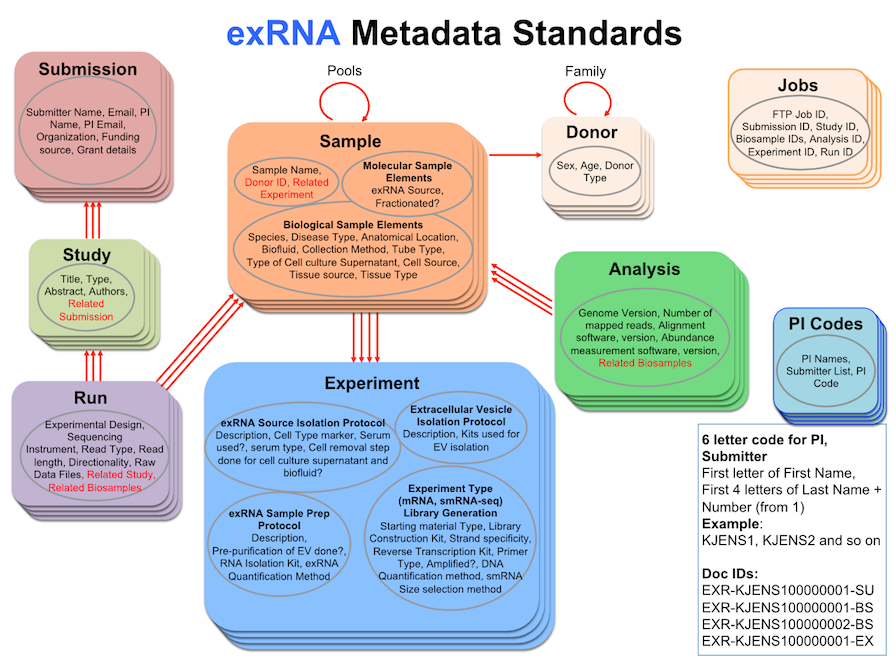 exRNA Metadata Standards
Pools
Family
Submission
Submitter Name, Email, PI
Name, PI Email,
Organization, Funding
source, Grant details
Sample
Sample Name,
Donor ID, Related
Experiment
Molecular Sample
Elements
exRNA Source,
Fractionated?
Biological Sample Elements
Species, Disease Type, Anatomical Location,
Biofluid, Collection Method, Tube Type,
Type of Cell culture Supernatant, Cell Source,
Tissue source, Tissue Type
Donor
Sex, Age, Donor
Type
Jobs
FTP Job ID,
Submission ID, Study ID,
Biosample IDs, Analysis ID,
Experiment ID, Run ID
Study
Title, Type,
Abstract, Authors,
Related
Submission
Analysis
Genome Version, Number of
mapped reads, Alignment
software, version, Abundance
measurement software, version,
Related Biosamples
PI Codes
PI Names,
Submitter List, PI
Code
Run
Experimental Design,
Sequencing
Instrument, Read Type, Read
length, Directionality, Raw
Data Files, Related Study,
Related Biosamples
Experiment
exRNA Source Isolation Protocol
Description, Cell Type marker, Serum
used?, serum type, Cell removal step
done for cell culture supernatant and
biofluid?
Extracellular Vesicle
Isolation Protocol
Description, Kits used for
EV isolation
exRNA Sample Prep
Protocol
Description,
Pre-purification of EV done?,
RNA Isolation Kit, exRNA
Quantification Method
Experiment Type
(mRNA, smRNA-seq)
Library Generation
Starting material Type, Library
Construction Kit, Strand specificity,
Reverse Transcription Kit, Primer
Type, Amplified?, DNA
Quantification method, smRNA
Size selection method
6 letter code for PI,
Submitter
First letter of First Name,
First 4 letters of Last Name +
Number (from 1)
Example:
KJENS1, KJENS2 and so on
Doc IDs:
EXR-KJENS100000001-SU
EXR-KJENS100000001-BS
EXR-KJENS100000002-BS
EXR-KJENS100000001-EX